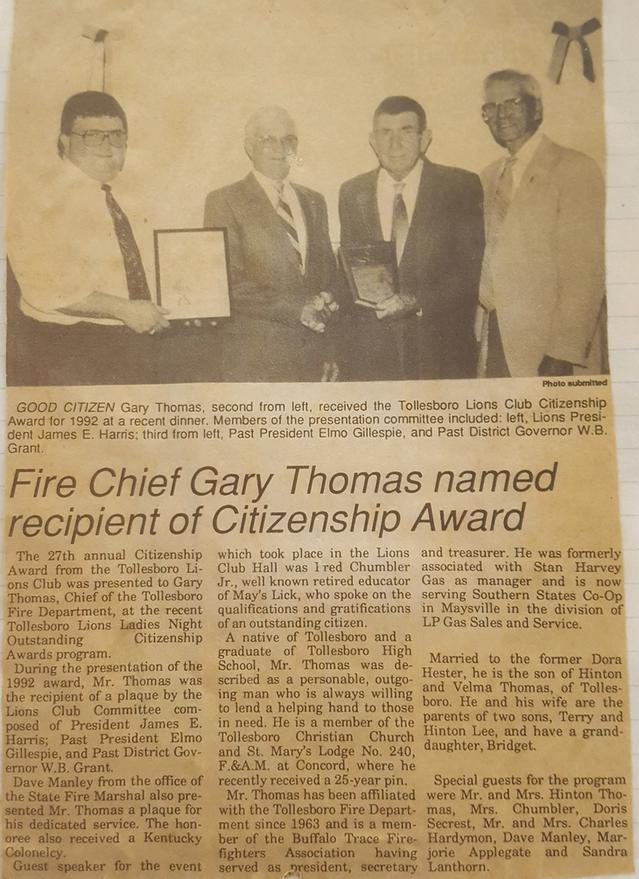 Photo submitted
GOOD CITIZEN Gary Thomas, second from left, received the Tollesboro Lions Club Citizenship
Award for 1992 at a recent dinner. Members of the presentation committee included: left, Lions Presi-
dent James E. Harris; third from left, Past President Elmo Gillespie, and Past District Governor W.B.
Grant.
Fire Chief Gary Thomas named
recipient of Citizenship Award
The 27th annual Citizenship
Award from the Tollesboro Li-
ons Club was presented to Gary
Thomas, Chief of the Tollesboro
Fire Department, at the recent
Tollesboro Lions Ladies Night
Outstanding Citizenship
Awards program.
During the presentation of the
1992 award, Mr. Thomas was
the recipient of a plaque by the
Lions Club Committee com-
posed of President James E.
Harris; Past President Elmo
Gillespie, and Past District Gov-
ernor W.B. Grant.
Dave Manley from the office of
the State Fire Marshal also pre-
sented Mr. Thomas a plaque for
his dedicated service. The hon-
oree also received a Kentucky
Colonelcy.
Guest speaker for the event
which took place in the Lions
Club Hall was Chumbler
Jr., well known retired educator
of May's Lick, who spoke on the
qualifications and gratifications
of an outstanding citizen.
A native of Tollesboro and a
graduate of Tollesboro High
School, Mr. Thomas was de-
scribed as a personable, outgo-
ing man who is always willing
to lend a helping hand to those
in need. He is a member of the
Tollesboro Christian Church
and St. Mary's Lodge No. 240,
F.&A.M. at Concord, where he
recently received a 25-year pin.
Mr. Thomas has been affiliated
with the Tollesboro Fire Depart-
ment since 1963 and is a mem-
ber of the Buffalo Trace Fire-
fighters Association having
served as president, secretary
and treasurer. He was formerly
associated with Stan Harvey
Gas as manager and is now
serving Southern States Co-Op
in Maysville in the division of
LP Gas Sales and Service.
Married to the former Dora
Hester, he is the son of Hinton
and Velma Thomas, of Tolles-
boro. He and his wife are the
parents of two sons, Terry and
Hinton Lee, and have a grand-
daughter, Bridget.
Special guests for the program
were Mr. and Mrs. Hinton Tho-
mas, Mrs. Chumbler, Doris
Secrest, Mr. and Mrs. Charles
Hardymon, Dave Manley, Mar-
jorie Applegate and Sandra
Lanthorn.